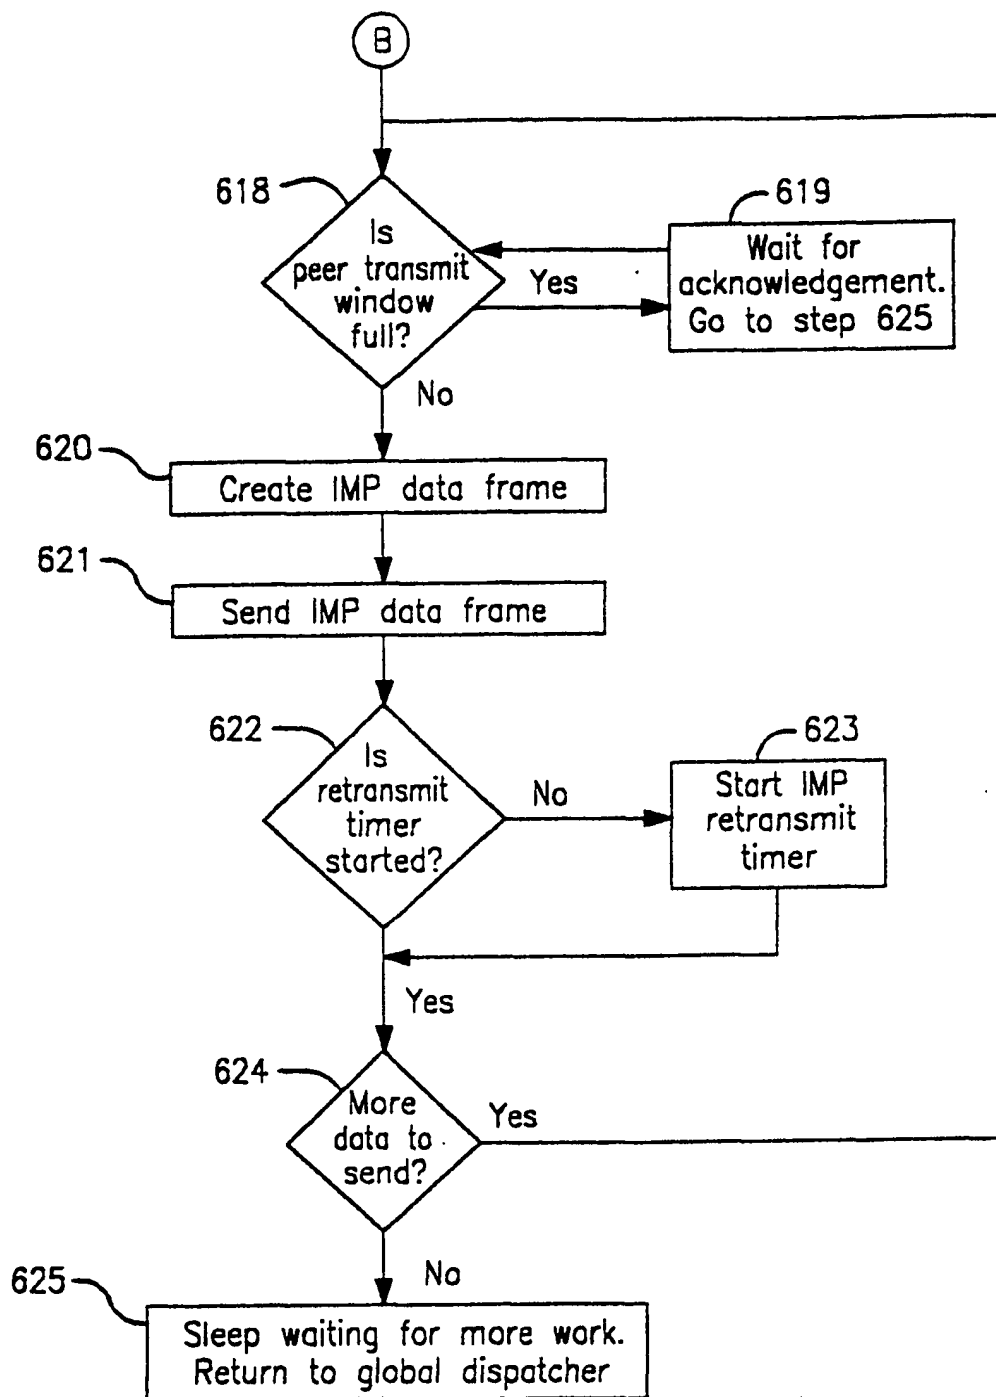 B
618
Is
peer transmit
window
full?
Yes
619
Wait for
acknowledgement.
Go to step 625
No
620
Create IMP data frame
621
Send IMP data frame
622
Is
retransmit
timer
started?
No
623
Start IMP
retransmit
timer
Yes
624
More
data to
send?
Yes
No
625
Sleep waiting for more work.
Return to global dispatcher